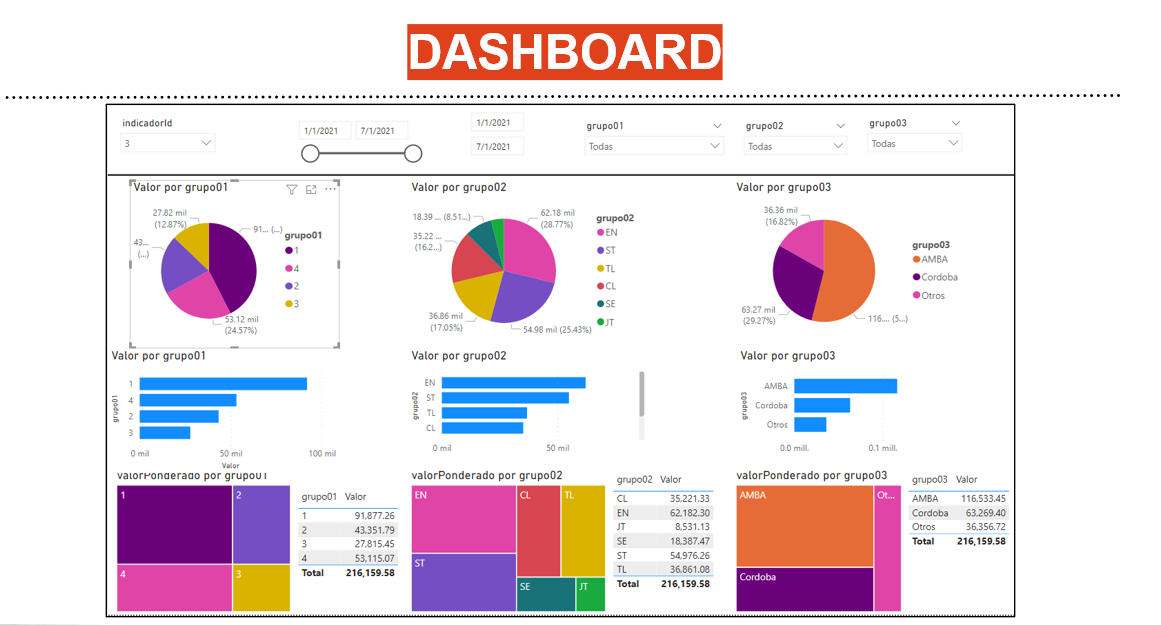 DASHBOARD
indicadorId
3
1/1/2021
7/1/2021
1/1/2021
7/1/2021
grupo01
Todas
grupo02
Todas
grupo03
Todas
Valor por grupo01
27.82 mil
(12.87%)
43...
(...)
91... (...)
53.12 mil
(24.57%)
grupo01
1
4
2
3
Valor por grupo02
18.39 ... (8.51...)
35.22 ...
(16.2...)
36.86 mil
(17.05%)
62.18 mil
(28.77%)
54.98 mil (25.43%)
grupo02
EN
ST
TL
CL
SE
JT
Valor por grupo03
36.36 mil
(16.82%)
63.27 mil
(29.27%)
116.... (5...)
grupo03
AMBA
Cordoba
Otros
Valor por grupo01
grupo01
1
4
2
3
0 mil
50 mil
100 mil
Valor
Valor por grupo02
grupo02
EN
ST
TL
CL
0 mil
50 mil
Valor por grupo03
grupo03
AMBA
Cordoba
Otros
0.0 mill.
0.1 mill.
valorPonderado por grupo01
1
2
4
3
grupo01 Valor
1 91,877.26
2 43,351.79
3 27,815.45
4 53,115.07
Total 216,159.58
valorPonderado por grupo02
EN
CL
TL
ST
SE
JT
grupo02 Valor
CL 35,221.33
EN 62,182.30
JT 8,531.13
SE 18,387.47
ST 54,976.26
TL 36,861.08
Total 216,159.58
valorPonderado por grupo03
AMBA
Ot...
Cordoba
grupo03 Valor
AMBA 116,533.45
Cordoba 63,269.40
Otros 36,356.72
Total 216,159.58